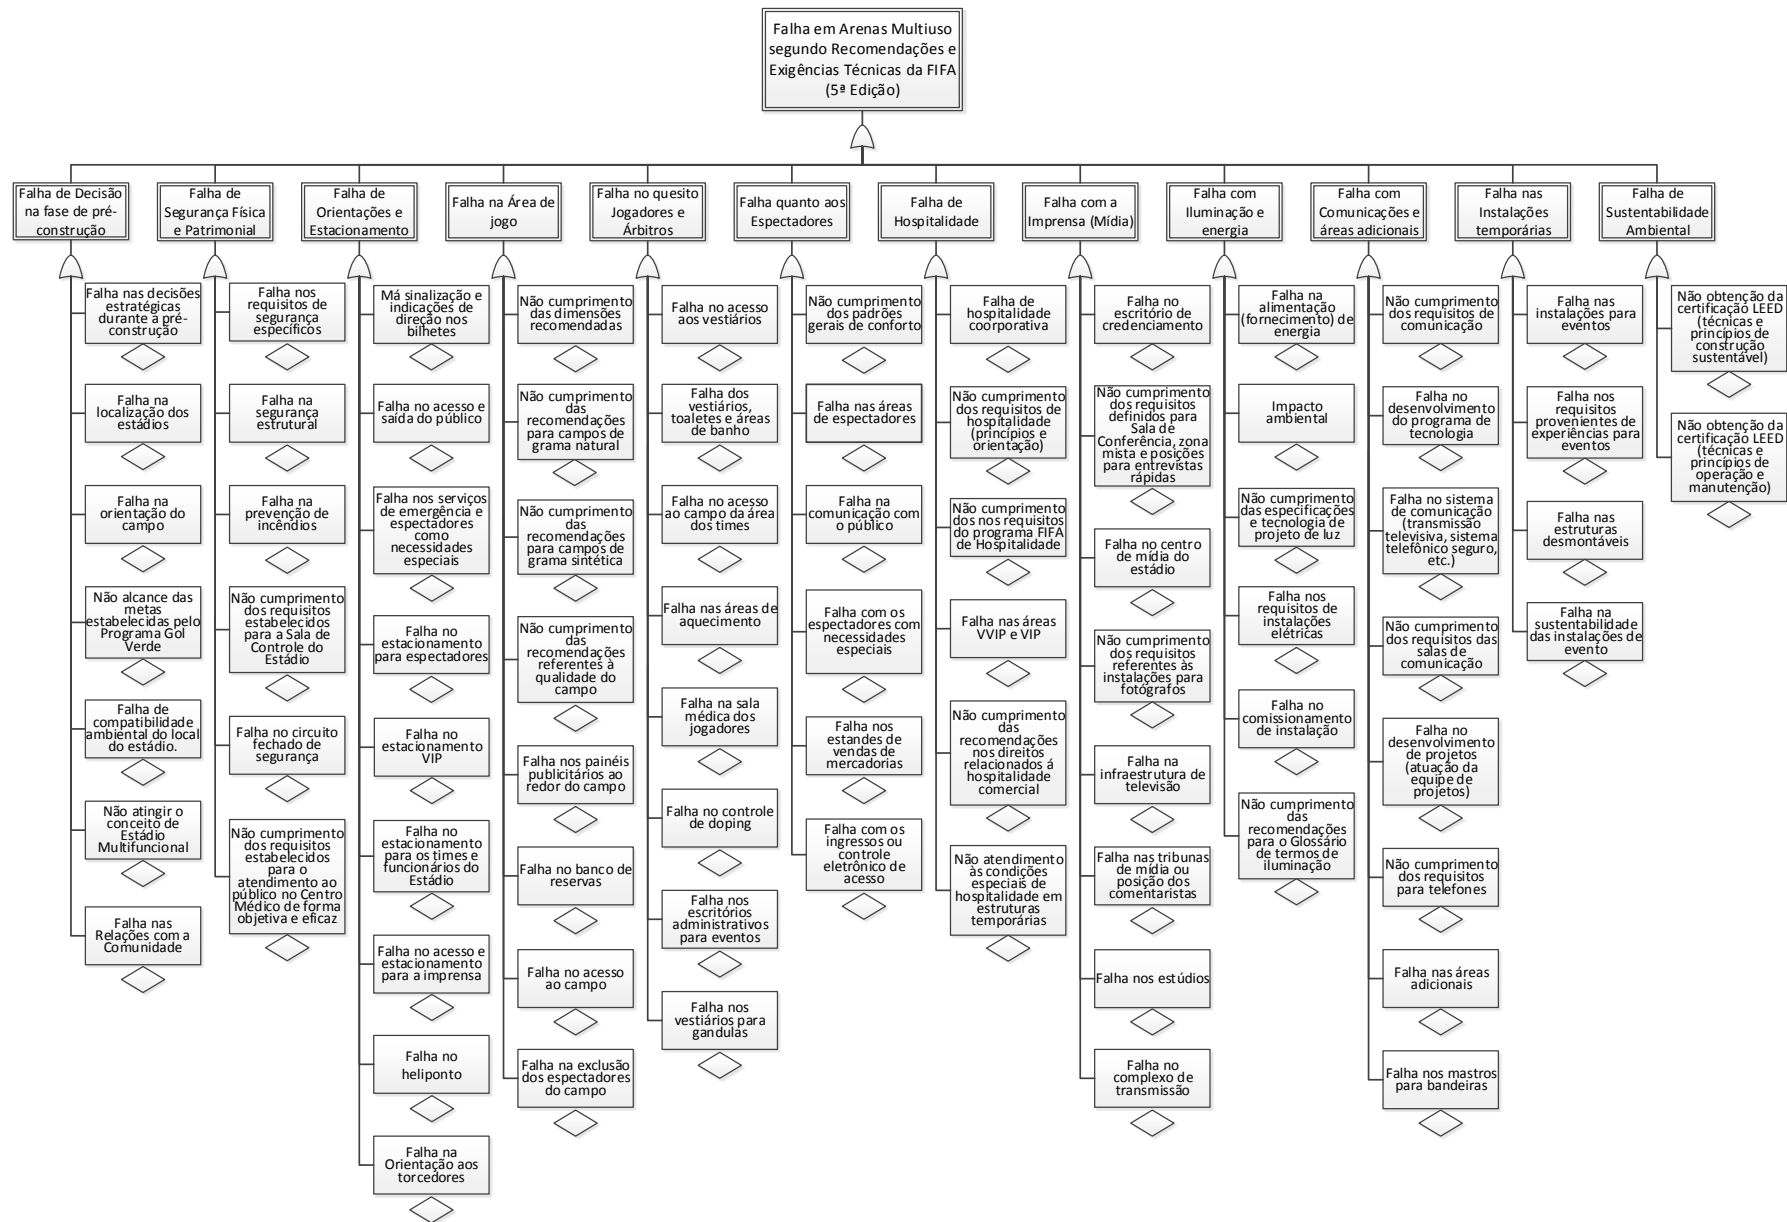 Falha em Arenas Multiuso
segundo Recomendações e
Exigências Técnicas da FIFA
(5ª Edição)
Falha de Decisão
na fase de pré-
construção
Falha nas decisões
estratégicas
durante a pré-
construção
Falha na
localização dos
estádios
Falha na
orientação do
campo
Não alcance das
metas
estabelecidas pelo
Programa Gol
Verde
Falha de
compatibilidade
ambiental do local
do estádio.
Não atingir o
conceito de
Estádio
Multifuncional
Falha nas
Relações com a
Comunidade
Falha de
Segurança Física
e Patrimonial
Falha nos
requisitos de
segurança
específicos
Falha na
segurança
estrutural
Falha na
prevenção de
incêndios
Não cumprimento
dos requisitos
estabelecidos
para a Sala de
Controle do
Estádio
Falha no circuito
fechado de
segurança
Não cumprimento
dos requisitos
estabelecidos
para o
atendimento ao
público no Centro
Médico de forma
objetiva e eficaz
Falha de
Orientações e
Estacionamento
Má sinalização e
indicações de
direção nos
bilhetes
Falha no acesso e
saída do público
Falha nos serviços
de emergência e
espectadores
como
necessidades
especiais
Falha no
estacionamento
para espectadores
Falha no
estacionamento
VIP
Falha no
estacionamento
para os times e
funcionários do
Estádio
Falha no acesso e
estacionamento
para a imprensa
Falha no
heliponto
Falha na
Orientação aos
torcedores
Falha na Área de
jogo
Não cumprimento
das dimensões
recomendadas
Não cumprimento
das
recomendações
para campos de
grama natural
Não cumprimento
das
recomendações
para campos de
grama sintética
Não cumprimento
das
recomendações
referentes à
qualidade do
campo
Falha nos painéis
publicitários ao
redor do campo
Falha no banco de
reservas
Falha no acesso
ao campo
Falha na exclusão
dos espectadores
do campo
Falha no quesito
Jogadores e
Árbitros
Falha no acesso
aos vestiários
Falha dos
vestiários,
toaletes e áreas
de banho
Falha no acesso
ao campo da área
dos times
Falha nas áreas de
aquecimento
Falha na sala
médica dos
jogadores
Falha no controle
de doping
Falha nos
escritórios
administrativos
para eventos
Falha nos
vestiários para
gandulas
Falha quanto aos
Espectadores
Não cumprimento
dos padrões
gerais de conforto
Falha nas áreas
de espectadores
Falha na
comunicação com
o público
Falha com os
espectadores com
necessidades
especiais
Falha nos
estandes de
vendas de
mercadorias
Falha com os
ingressos ou
controle
eletrônico de
acesso
Falha de
Hospitalidade
Falha de
hospitalidade
coorporativa
Não cumprimento
dos requisitos de
hospitalidade
(princípios e
orientação)
Não cumprimento
dos nos requisitos
do programa FIFA
de Hospitalidade
Falha nas áreas
VVIP e VIP
Não cumprimento
das
recomendações
nos direitos
relacionados á
hospitalidade
comercial
Não atendimento
às condições
especiais de
hospitalidade em
estruturas
temporárias
Falha com a
Imprensa (Mídia)
Falha no
escritório de
credenciamento
Não cumprimento
dos requisitos
definidos para
Sala de
Conferência, zona
mista e posições
para entrevistas
rápidas
Falha no centro
de mídia do
estádio
Não cumprimento
dos requisitos
referentes às
instalações para
fotógrafos
Falha na
infraestrutura de
televisão
Falha nas tribunas
de mídia ou
posição dos
comentaristas
Falha nos estúdios
Falha no
complexo de
transmissão
Falha com
Iluminação e
energia
Falha na
alimentação
(fornecimento) de
energia
Impacto
ambiental
Não cumprimento
das especificações
e tecnologia de
projeto de luz
Falha nos
requisitos de
instalações
elétricas
Falha no
comissionamento
de instalação
Não cumprimento
das
recomendações
para o Glossário
de termos de
iluminação
Falha com
Comunicações e
áreas adicionais
Não cumprimento
dos requisitos de
comunicação
Falha no
desenvolvimento
do programa de
tecnologia
Falha no sistema
de comunicação
(transmissão
televisiva, sistema
telefônico seguro,
etc.)
Não cumprimento
dos requisitos das
salas de
comunicação
Falha no
desenvolvimento
de projetos
(atuação da
equipe de
projetos)
Não cumprimento
dos requisitos
para telefones
Falha nas áreas
adicionais
Falha nos mastros
para bandeiras
Falha nas
Instalações
temporárias
Falha nas
instalações para
eventos
Falha nos
requisitos
provenientes de
experiências para
eventos
Falha nas
estruturas
desmontáveis
Falha na
sustentabilidade
das instalações de
evento
Falha de
Sustentabilidade
Ambiental
Não obtenção da
certificação LEED
(técnicas e
princípios de
construção
sustentável)
Não obtenção da
certificação LEED
(técnicas e
princípios de
operação e
manutenção)